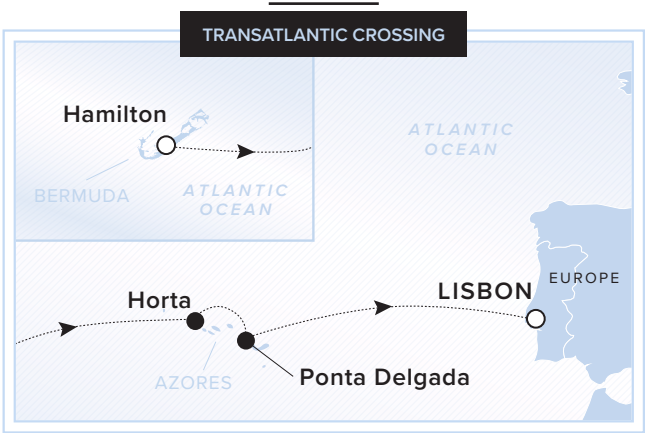 TRANSATLANTIC CROSSING
Hamilton
BERMUDA
ATLANTIC
OCEAN
ATLANTIC
OCEAN
EUROPE
LISBON
Horta
AZORES
Ponta Delgada